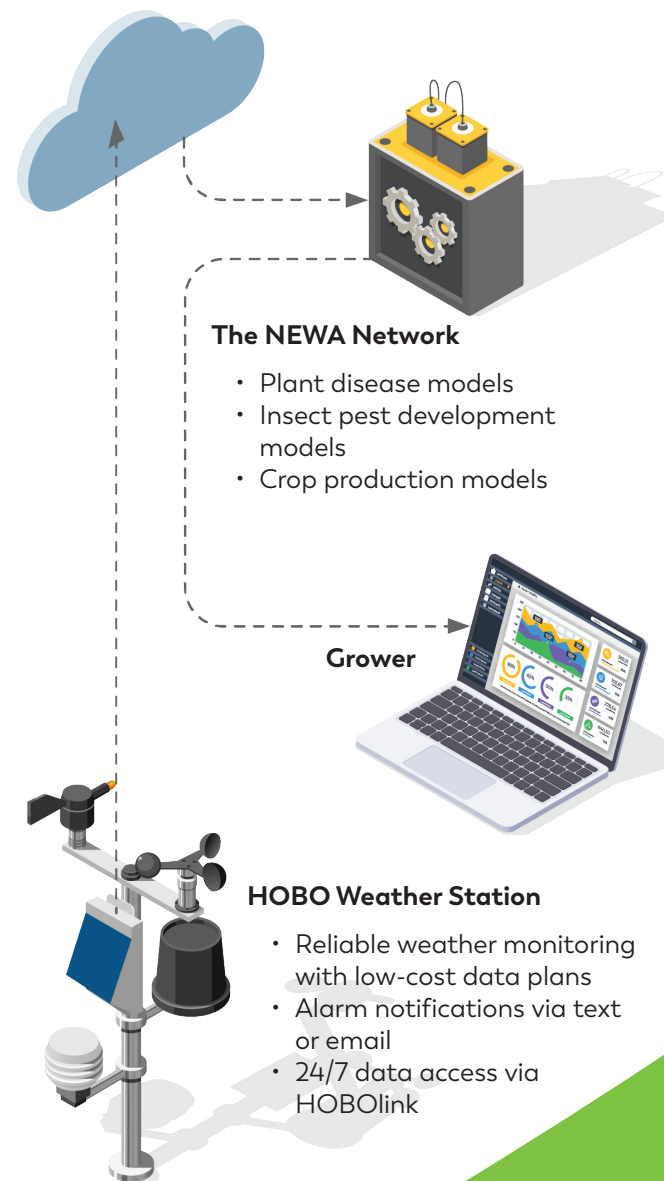 The NEWA Network
• Plant disease models
• Insect pest development
models
• Crop production models
Grower
HOBO Weather Station
• Reliable weather monitoring
with low-cost data plans
• Alarm notifications via text
or email
• 24/7 data access via
HOBOlink